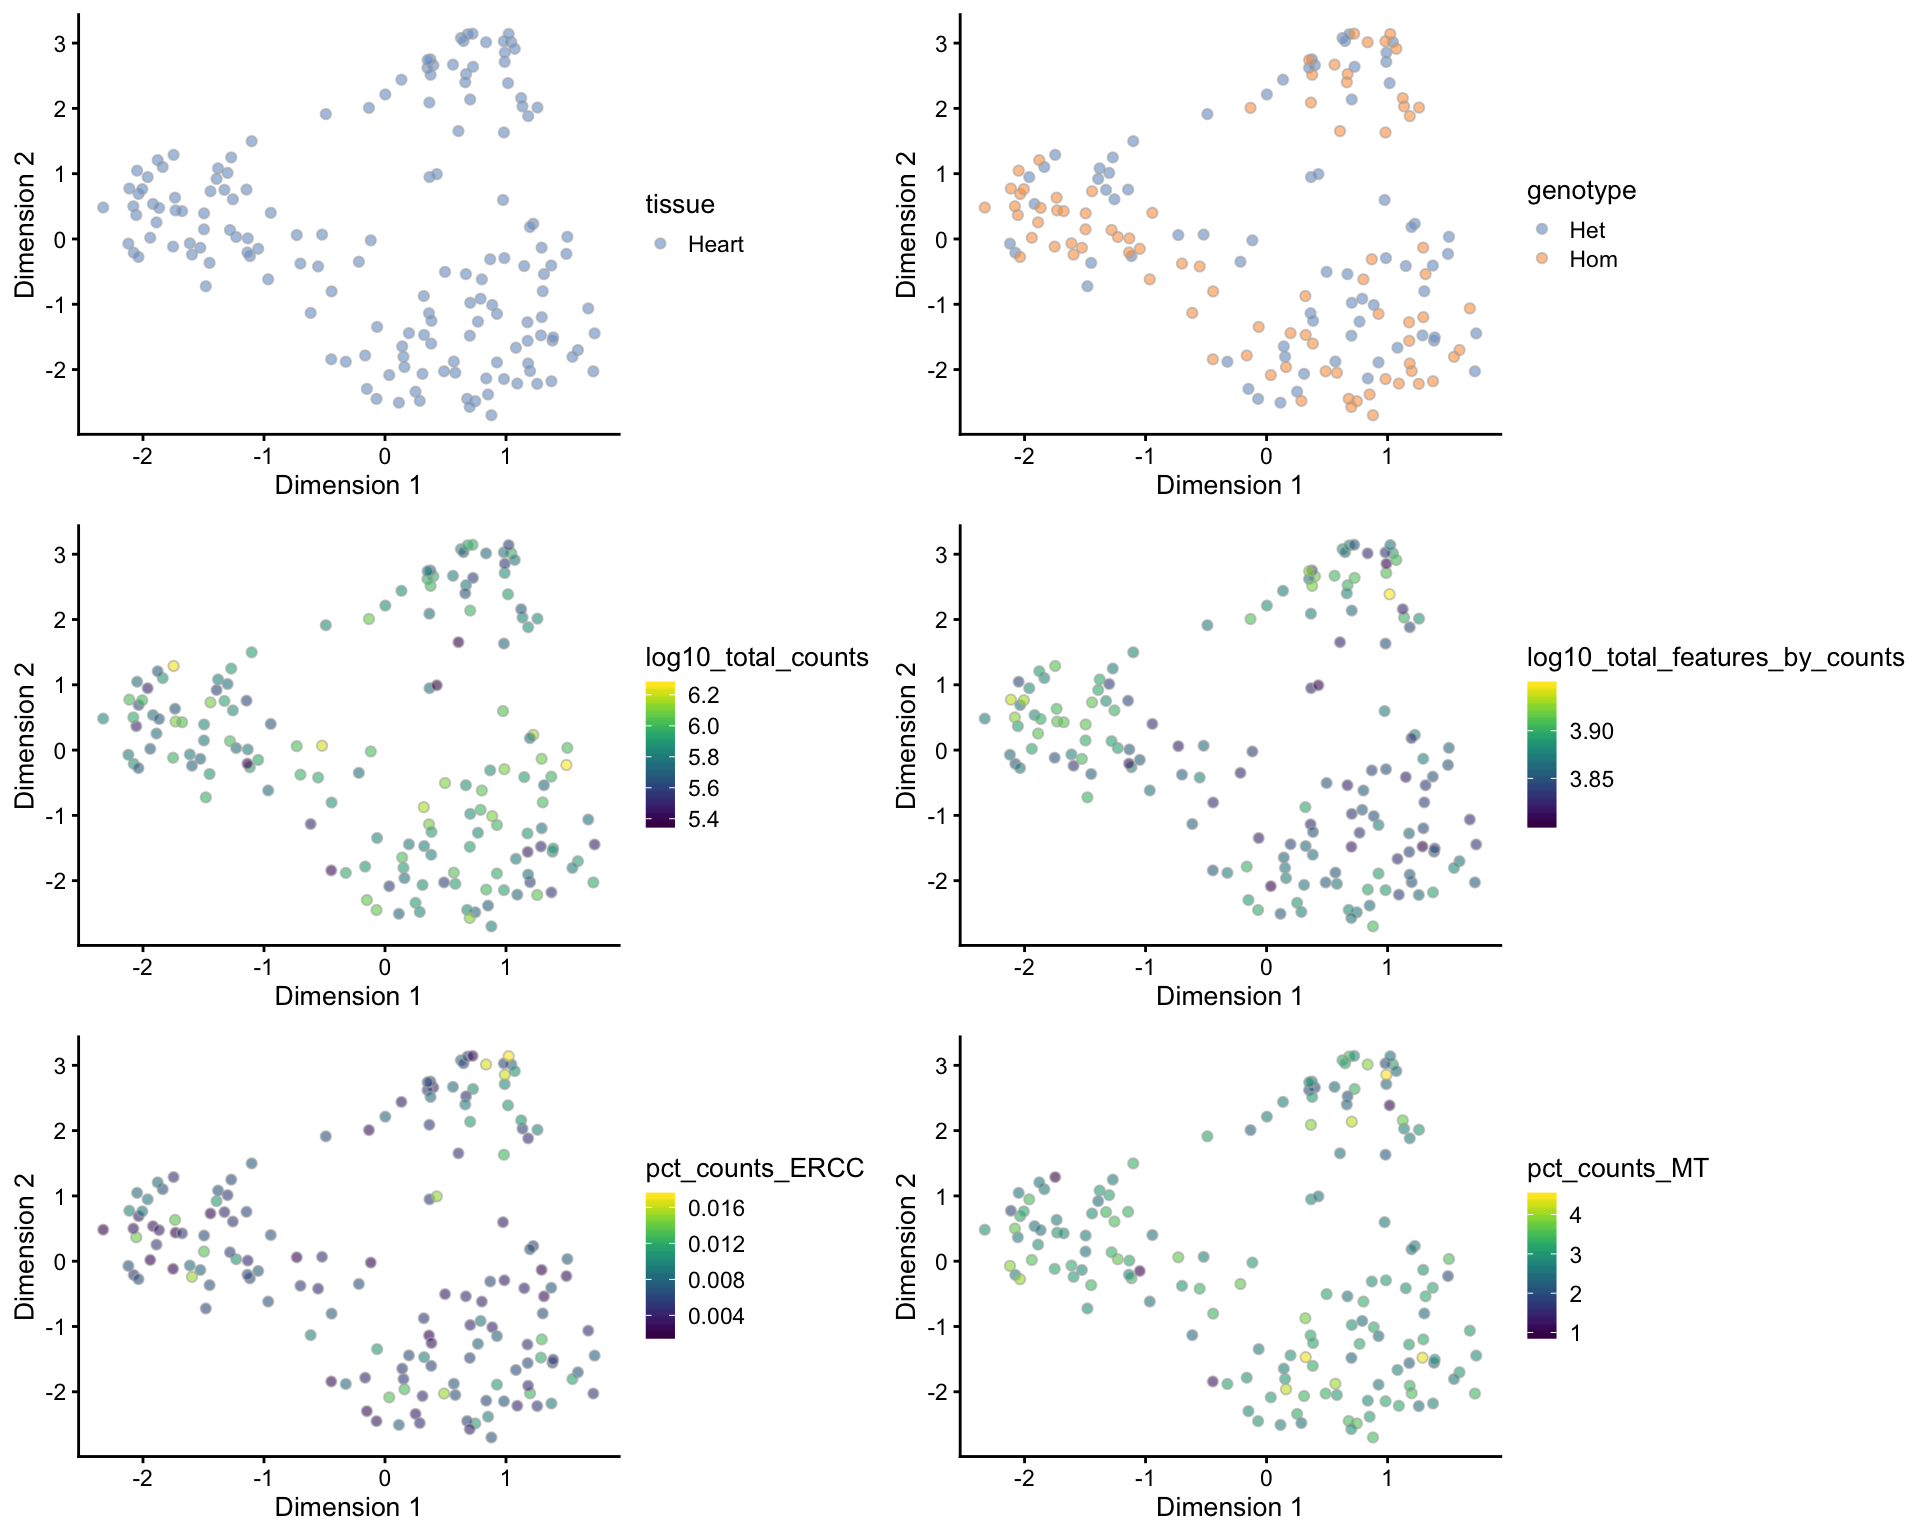 3
2
1
0
-1
-2
Dimension 2
-2 -1 0 1
Dimension 1
tissue
Heart
3
2
1
0
-1
-2
Dimension 2
-2 -1 0 1
Dimension 1
genotype
Het
Hom
3
2
1
0
-1
-2
Dimension 2
-2 -1 0 1
Dimension 1
log10_total_counts
6.2
6.0
5.8
5.6
5.4
3
2
1
0
-1
-2
Dimension 2
-2 -1 0 1
Dimension 1
log10_total_features_by_counts
3.90
3.85
3
2
1
0
-1
-2
Dimension 2
-2 -1 0 1
Dimension 1
pct_counts_ERCC
0.016
0.012
0.008
0.004
3
2
1
0
-1
-2
Dimension 2
-2 -1 0 1
Dimension 1
pct_counts_MT
4
3
2
1